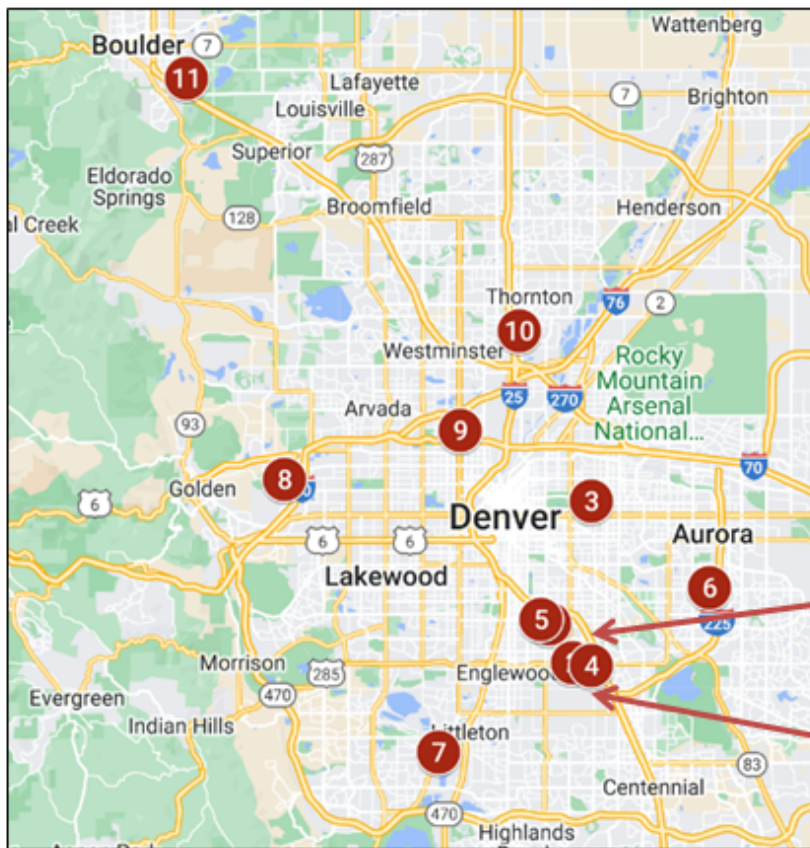 Wattenberg
Boulder
7
11
Lafayette
7
Brighton
Louisville
Superior
287
Eldorado
Springs
Broomfield
Henderson
128
al Creek
Thornton
76
2
10
Westminster
Rocky
Mountain
Arsenal
National...
25
270
Arvada
93
9
70
8
Golden
6
3
Denver
6
6
Aurora
Lakewood
6
5
225
Morrison
285
Englewood
4
470
Evergreen
Indian Hills
Littleton
7
83
Centennial
470
Highlands